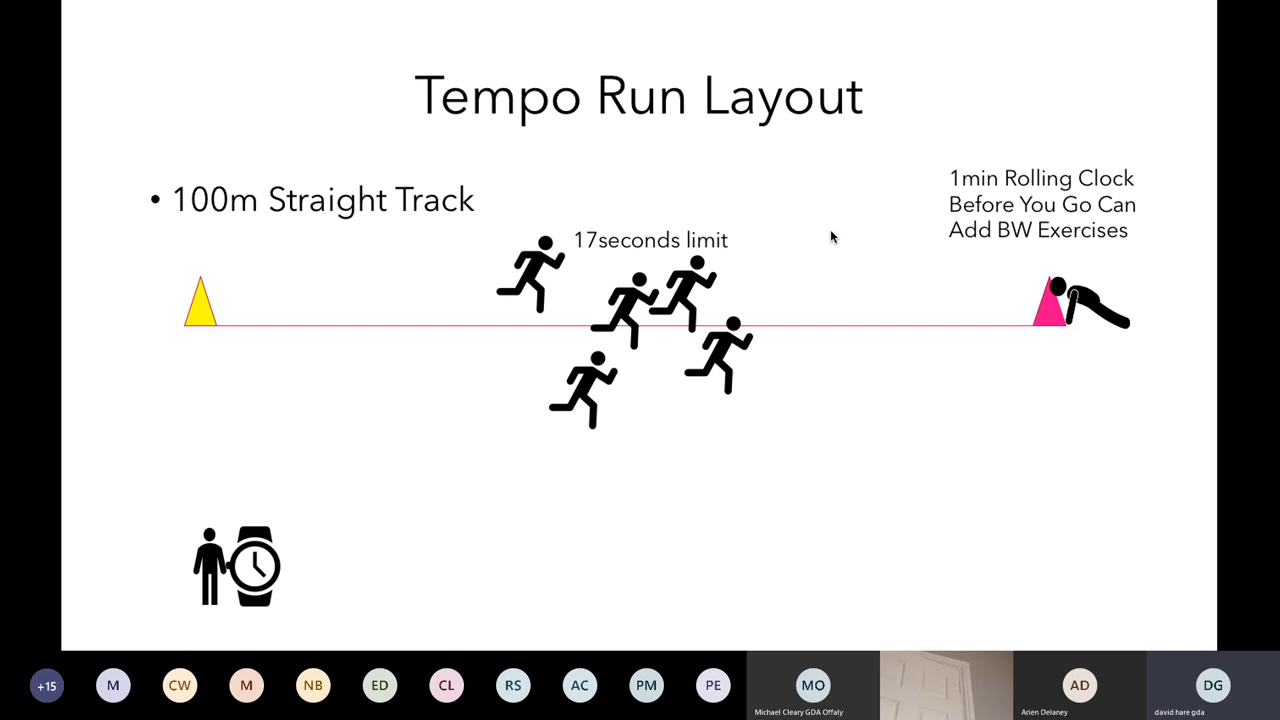 Tempo Run Layout
• 100m Straight Track
1min Rolling Clock
Before You Go Can
Add BW Exercises
17seconds limit
+15
M
CW
M
NB
ED
CL
RS
AC
PM
PE
MO
AD
DG
Michael Cleary GDA Offaly
Arien Delaney
david hare gda